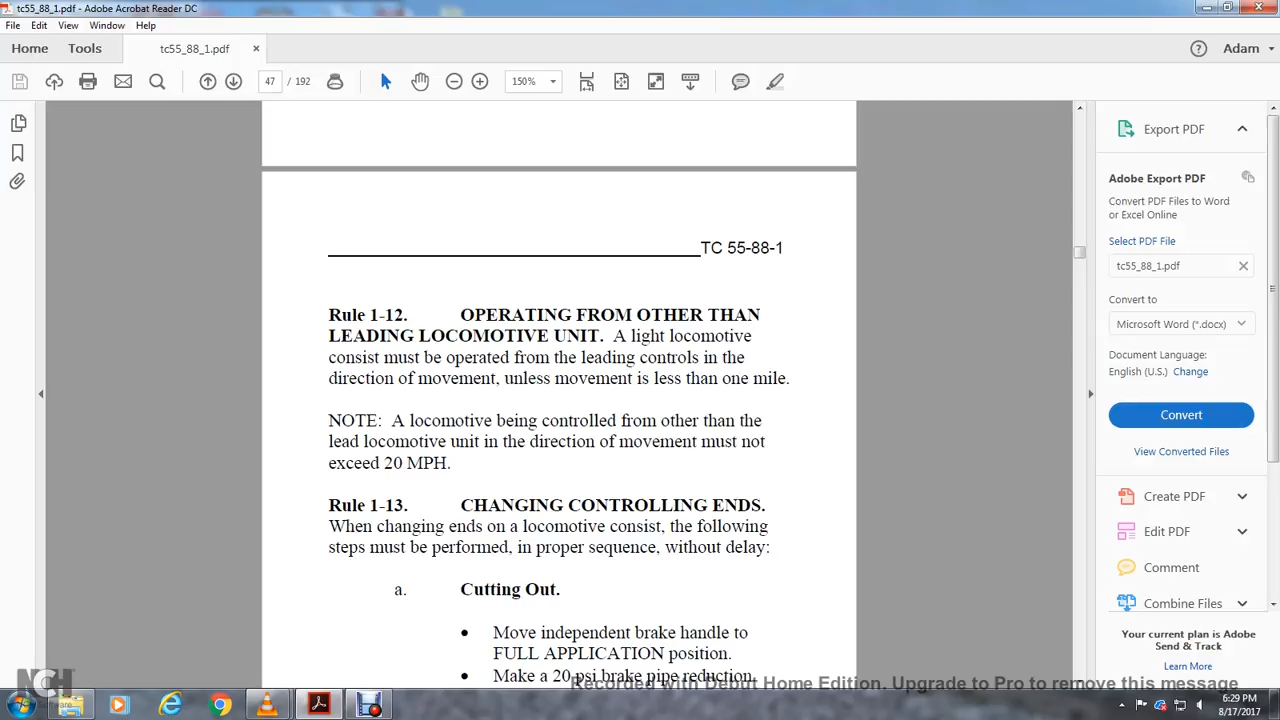 tc55_88_1.pdf - Adobe Acrobat Reader DC
File Edit View Window Help
Home Tools tc55_88_1.pdf × Adam
47 / 192 150%
TC 55-88-1
Rule 1-12. OPERATING FROM OTHER THAN
LEADING LOCOMOTIVE UNIT. A light locomotive
consist must be operated from the leading controls in the
direction of movement, unless movement is less than one mile.
NOTE: A locomotive being controlled from other than the
lead locomotive unit in the direction of movement must not
exceed 20 MPH.
Rule 1-13. CHANGING CONTROLLING ENDS.
When changing ends on a locomotive consist, the following
steps must be performed, in proper sequence, without delay:
a. Cutting Out.
• Move independent brake handle to
FULL APPLICATION position.
• Make a 20 psi brake pipe reduction.
Export PDF
Adobe Export PDF
Convert PDF Files to Word
or Excel Online
Select PDF File
tc55_88_1.pdf
Convert to
Microsoft Word (*.docx)
Document Language:
English (U.S.) Change
Convert
View Converted Files
Create PDF
Edit PDF
Comment
Combine Files
Your current plan is Adobe
Send & Track
Learn More
NCH
Software
Recorded with Debut Home Edition. Upgrade to Pro to remove this message
6:29 PM
8/17/2017